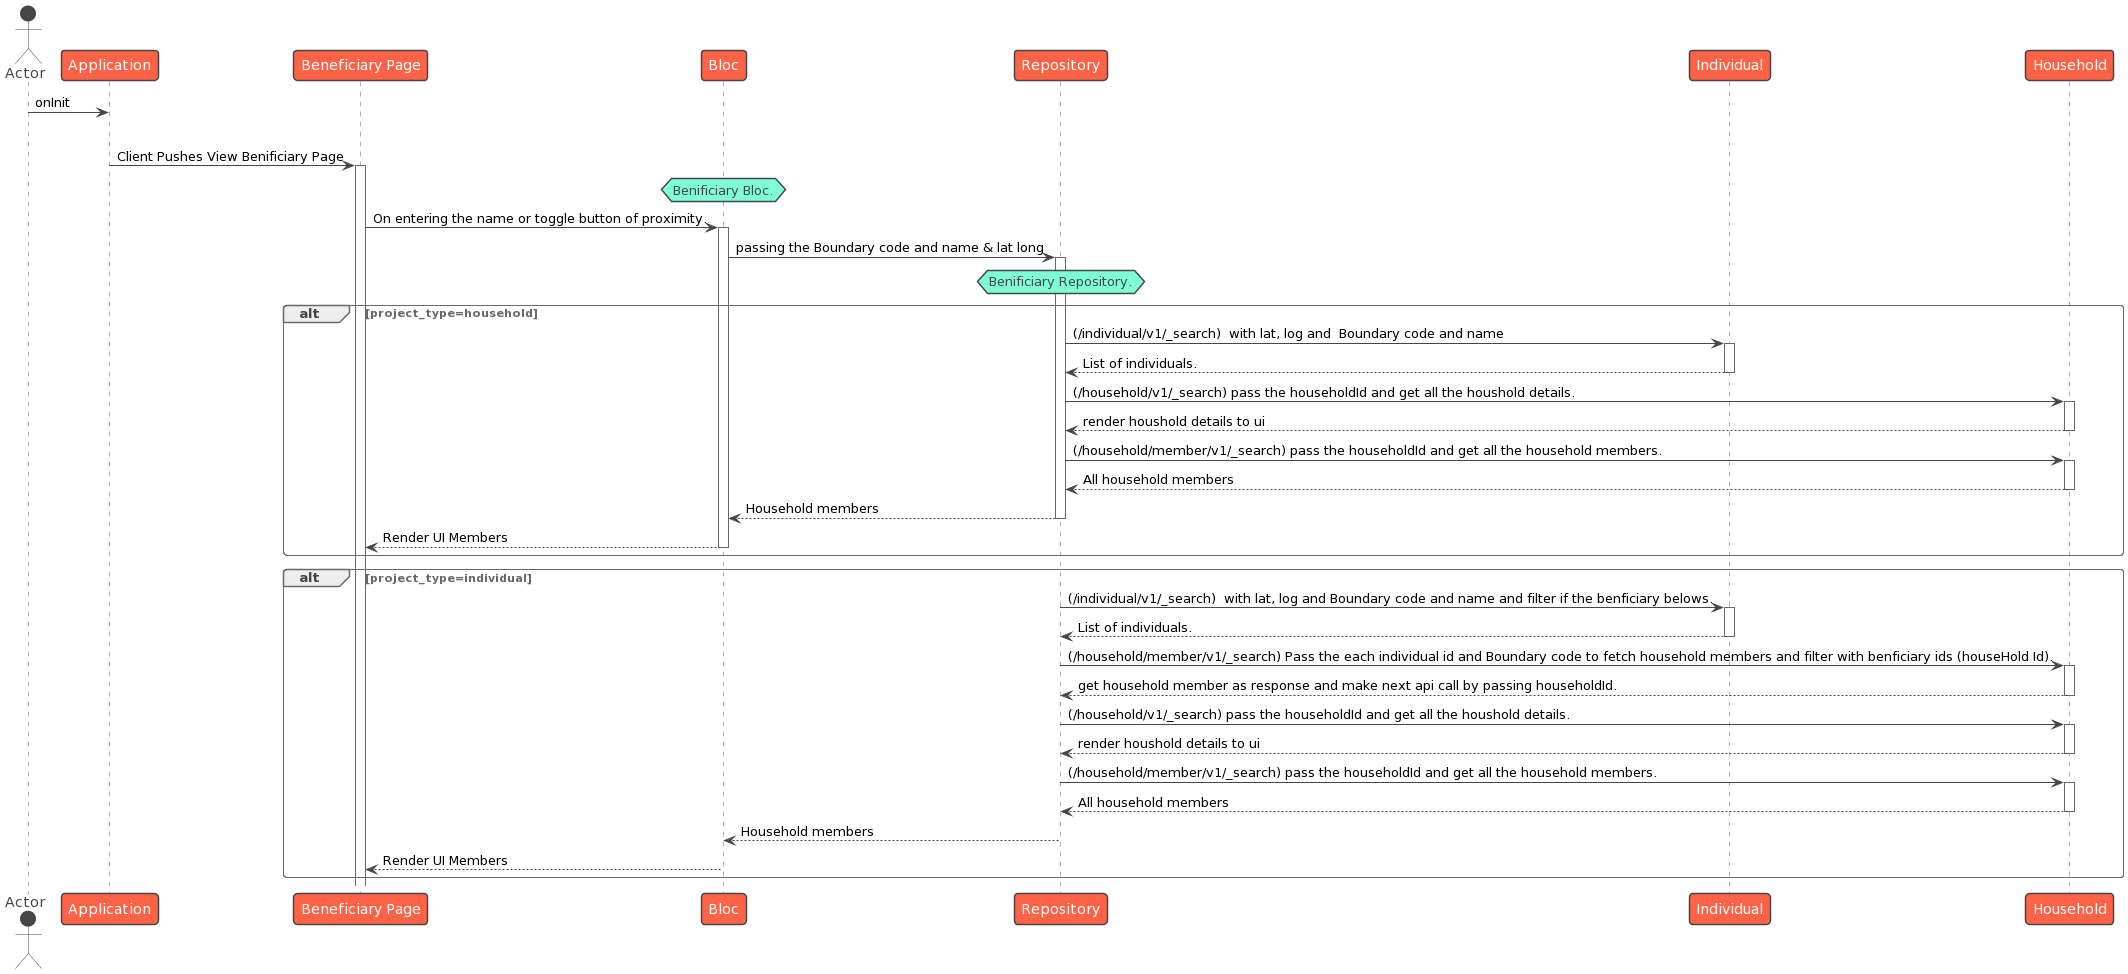 Actor
Application
Beneficiary Page
Bloc
Repository
Individual
Household
onInit
Client Pushes View Benificiary Page
Benificiary Bloc.
On entering the name or toggle button of proximity.
passing the Boundary code and name & lat long
Benificiary Repository.
alt [project_type=household]
(/individual/v1/_search)  with lat, log and  Boundary code and name
List of individuals.
(/household/v1/_search) pass the householdId and get all the houshold details.
render houshold details to ui
(/household/member/v1/_search) pass the householdId and get all the household members.
All household members
Household members
Render UI Members
alt [project_type=individual]
(/individual/v1/_search)  with lat, log and Boundary code and name and filter if the benficiary belows.
List of individuals.
(/household/member/v1/_search) Pass the each individual id and Boundary code to fetch household members and filter with benficiary ids (houseHold Id).
get household member as response and make next api call by passing householdId.
(/household/v1/_search) pass the householdId and get all the houshold details.
render houshold details to ui
(/household/member/v1/_search) pass the householdId and get all the household members.
All household members
Household members
Render UI Members
Actor
Application
Beneficiary Page
Bloc
Repository
Individual
Household